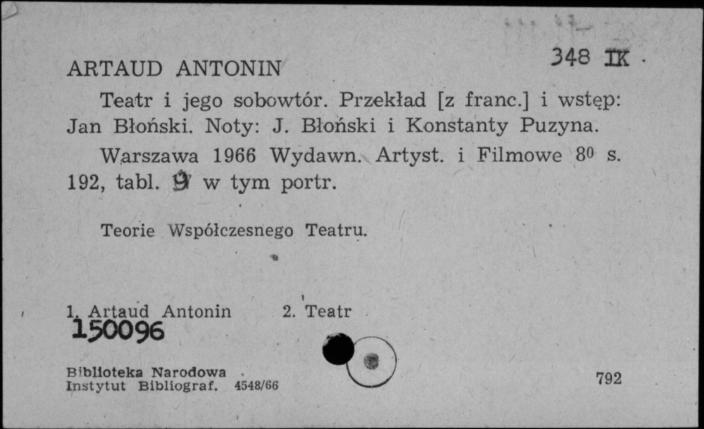 348 IK
ARTAUD ANTONIN
Teatr i jego sobowtór. Przekład [z franc.] i wstęp:
Jan Błoński. Noty: J. Błoński i Konstanty Puzyna.
Warszawa 1966 Wydawn. Artyst. i Filmowe 8⁰ s.
192, tabl. 9 w tym portr.
Teorie Współczesnego Teatru.
1. Artaud Antonin 2. Teatr
150096
Biblioteka Narodowa
Instytut Bibliograf. 4548/66
792